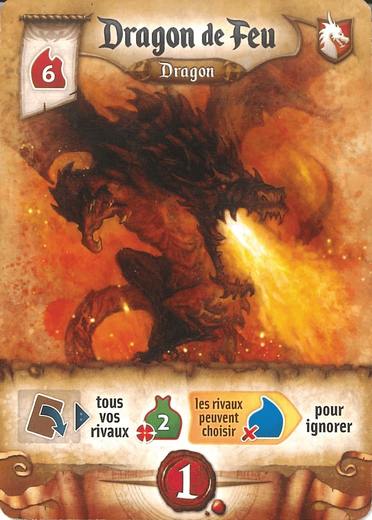 Dragon de Feu
6
Dragon
tous
vos
rivaux
2
les rivaux
peuvent
choisir
pour
ignorer
1